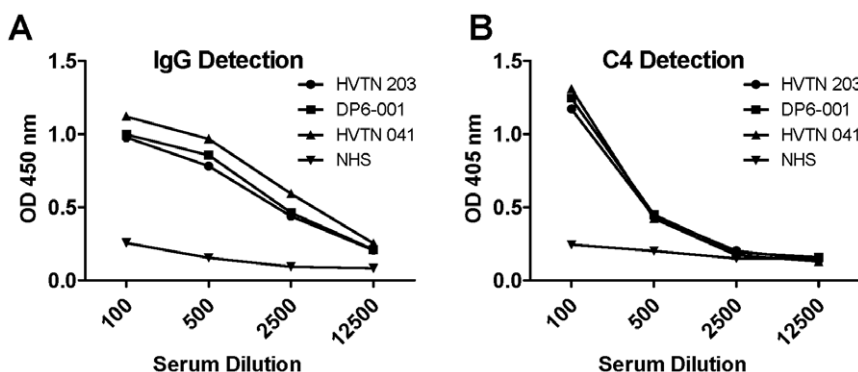 A
IgG Detection
OD 450 nm
1.5
1.0
0.5
0.0
HVTN 203
DP6-001
HVTN 041
NHS
100
500
2500
12500
Serum Dilution
B
C4 Detection
OD 405 nm
1.5
1.0
0.5
0.0
HVTN 203
DP6-001
HVTN 041
NHS
100
500
2500
12500
Serum Dilution